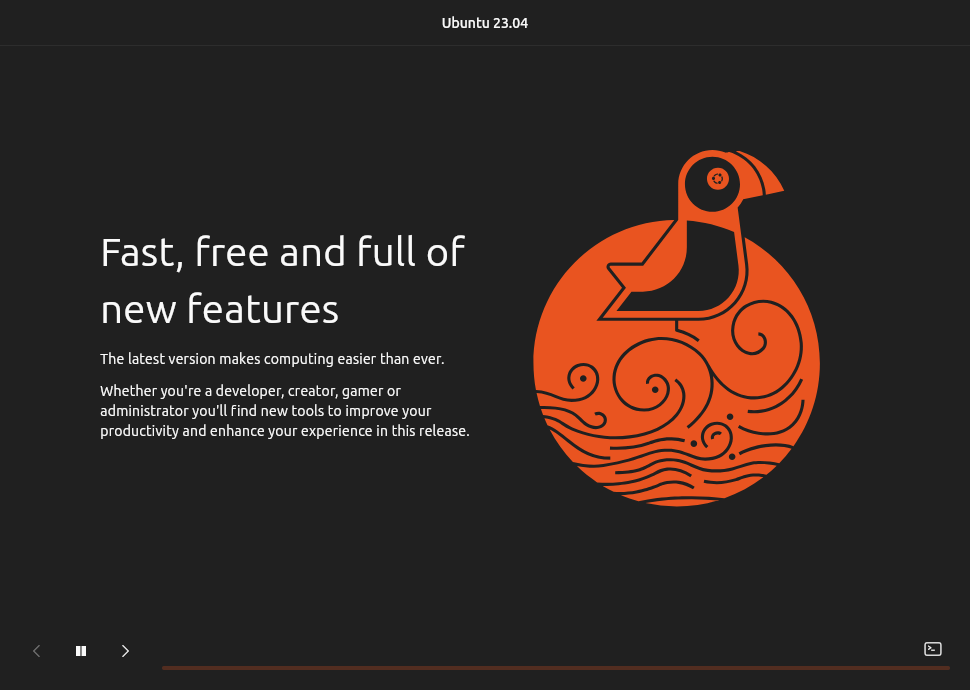 Ubuntu 23.04
Fast, free and full of
new features
The latest version makes computing easier than ever.
Whether you're a developer, creator, gamer or
administrator you'll find new tools to improve your
productivity and enhance your experience in this release.